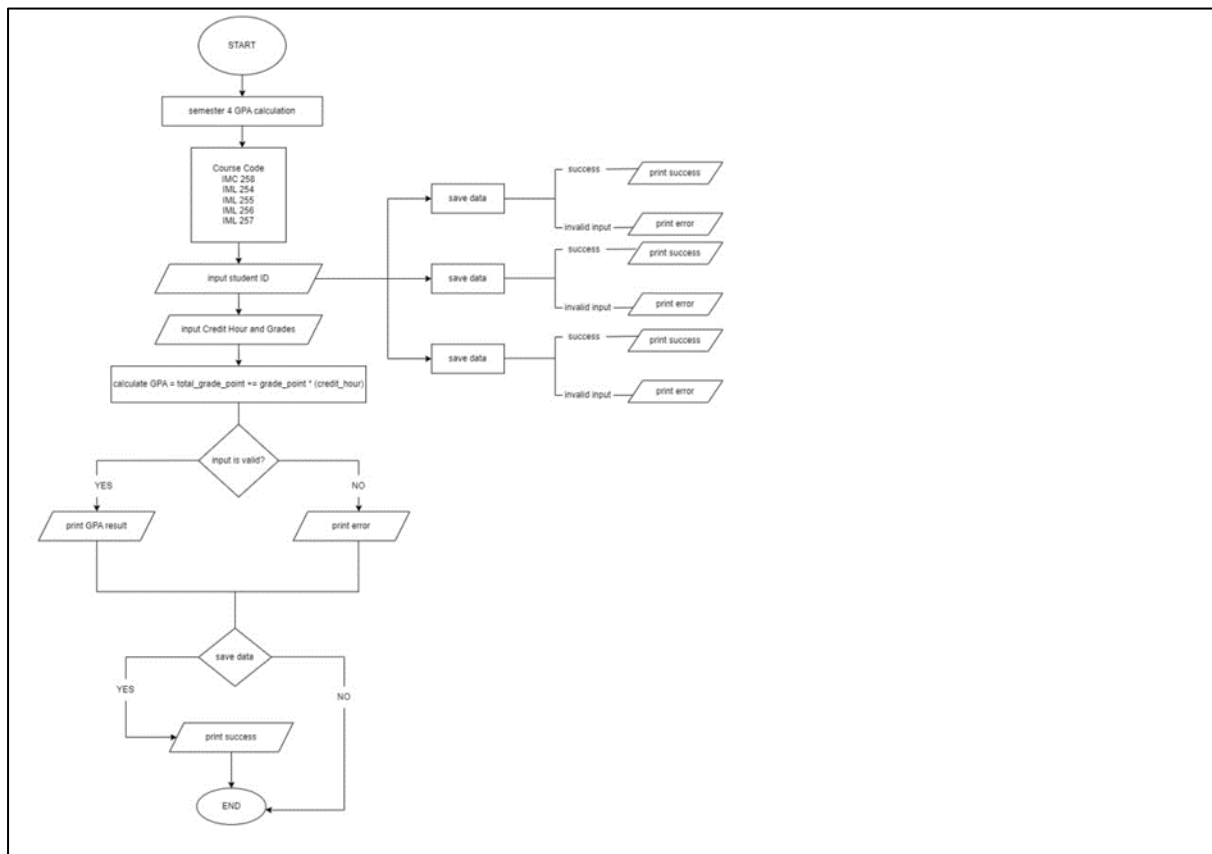 START
semester 4 GPA calculation
Course Code
IMC 258
IML 254
IML 255
IML 256
IML 257
input student ID
save data
success
print success
invalid input
print error
save data
success
print success
invalid input
print error
save data
success
print success
invalid input
print error
input Credit Hour and Grades
calculate GPA = total_grade_point += grade_point * (credit_hour)
input is valid?
YES
NO
print GPA result
print error
save data
YES
NO
print success
END